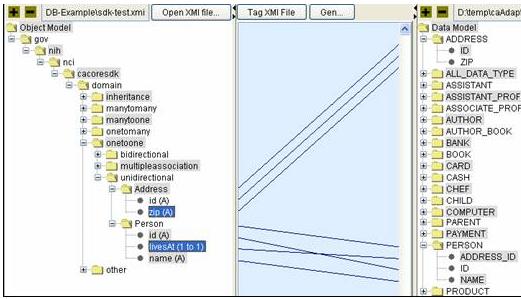 DB-Example\sdk-test.xmi
Open XMI file...
Tag XMI File
Gen...
D:\temp\caAdap
Object Model
gov
nih
nci
cacoresdk
domain
inheritance
manytomany
manytoone
onetomany
onetoone
bidirectional
multipleassociation
unidirectional
Address
id (A)
zip (A)
Person
id (A)
livesAt (1 to 1)
name (A)
other
Data Model
ADDRESS
ID
ZIP
ALL_DATA_TYPE
ASSISTANT
ASSISTANT_PROF
ASSOCIATE_PROF
AUTHOR
AUTHOR_BOOK
BANK
BOOK
CARD
CASH
CHEF
CHILD
COMPUTER
PARENT
PAYMENT
PERSON
ADDRESS_ID
ID
NAME
PRODUCT